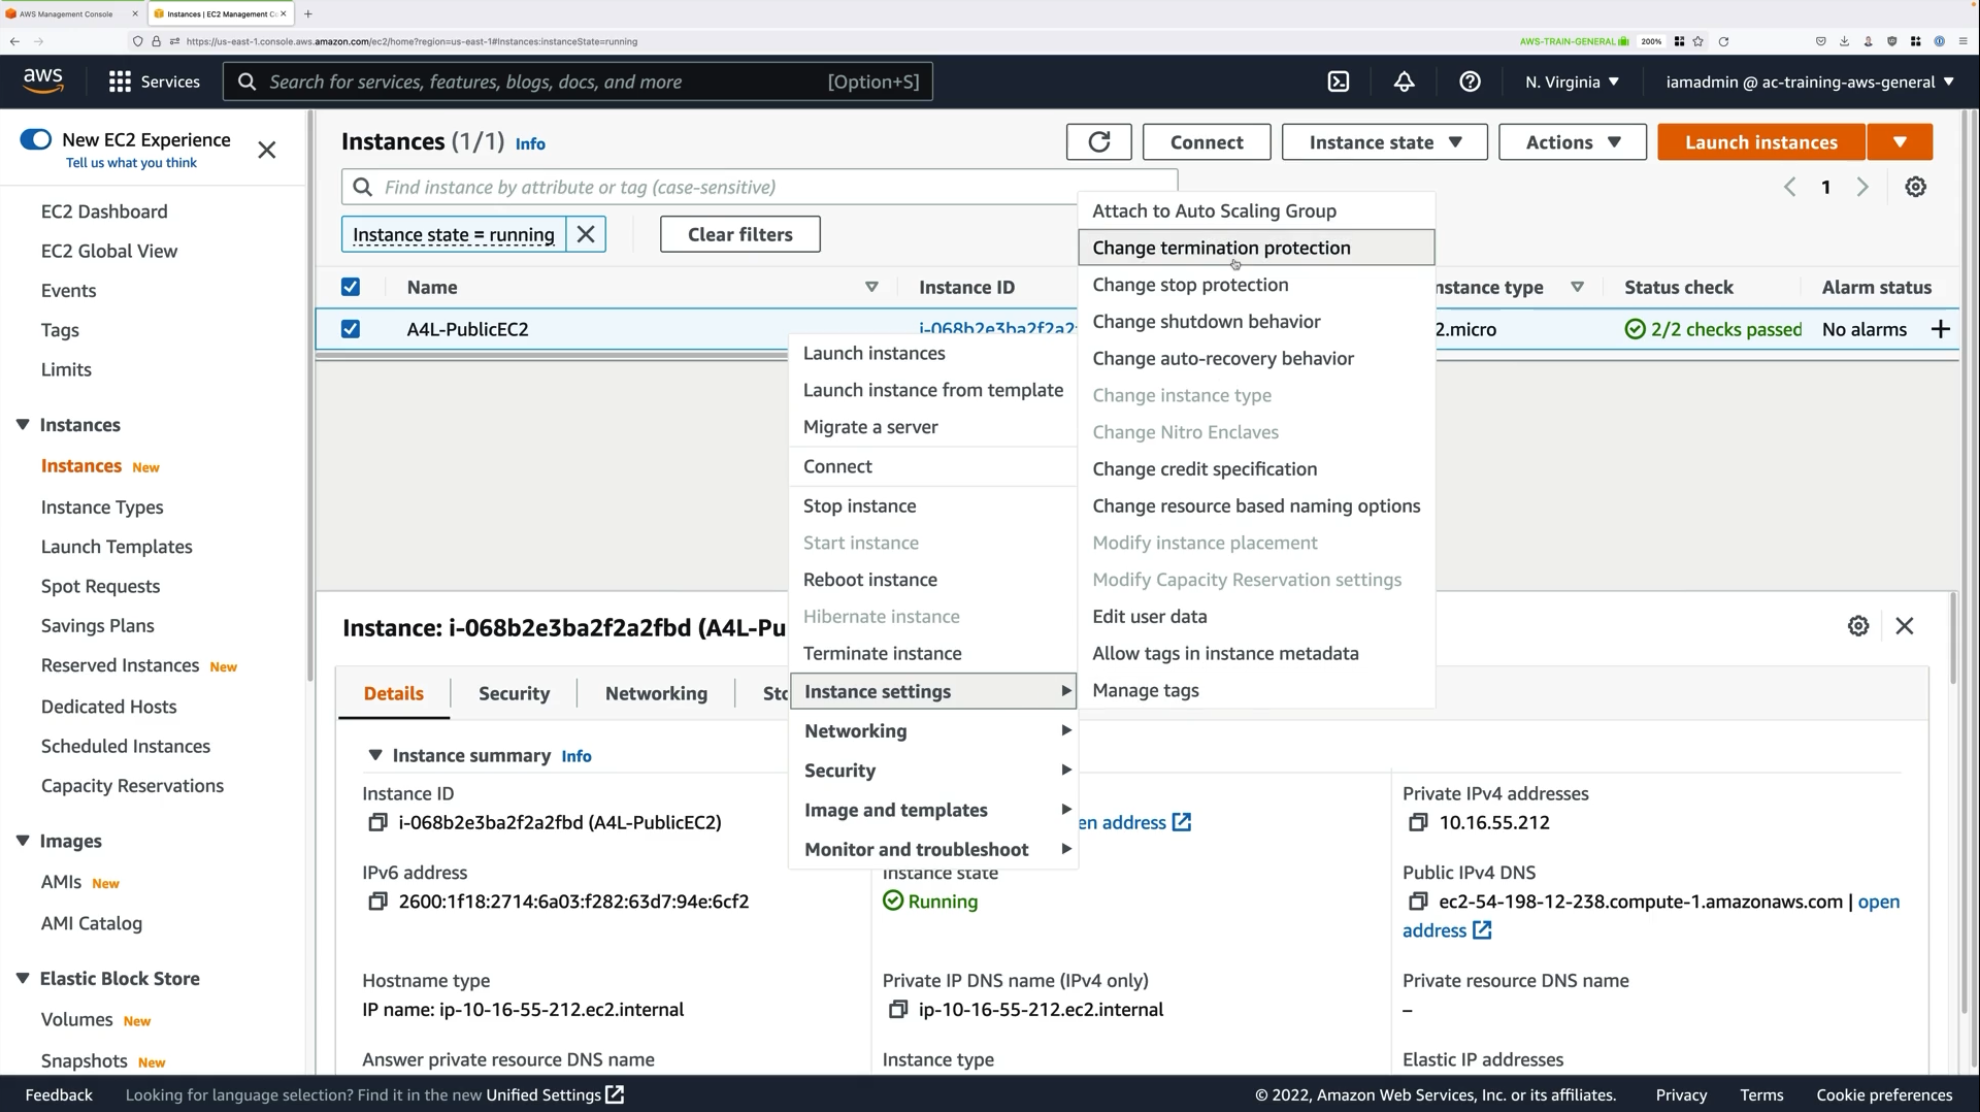 AWS Management Console
Instances | EC2 Management Co
https://us-east-1.console.aws.amazon.com/ec2/home?region=us-east-1#Instances:instanceState=running
AWS-TRAIN-GENERAL
200%
aws
Services
Search for services, features, blogs, docs, and more
[Option+S]
N. Virginia
iamadmin @ ac-training-aws-general
New EC2 Experience
Tell us what you think
EC2 Dashboard
EC2 Global View
Events
Tags
Limits
Instances
Instances New
Instance Types
Launch Templates
Spot Requests
Savings Plans
Reserved Instances New
Dedicated Hosts
Scheduled Instances
Capacity Reservations
Images
AMIs New
AMI Catalog
Elastic Block Store
Volumes New
Snapshots New
Instances (1/1) Info
Connect
Instance state
Actions
Launch instances
Find instance by attribute or tag (case-sensitive)
1
Instance state = running
Clear filters
Name
Instance ID
nstance type
Status check
Alarm status
A4L-PublicEC2
i-068b2e3ba2f2a2f
2.micro
2/2 checks passed
No alarms
Launch instances
Launch instance from template
Migrate a server
Connect
Stop instance
Start instance
Reboot instance
Hibernate instance
Terminate instance
Instance settings
Networking
Security
Image and templates
Monitor and troubleshoot
Attach to Auto Scaling Group
Change termination protection
Change stop protection
Change shutdown behavior
Change auto-recovery behavior
Change instance type
Change Nitro Enclaves
Change credit specification
Change resource based naming options
Modify instance placement
Modify Capacity Reservation settings
Edit user data
Allow tags in instance metadata
Manage tags
Instance: i-068b2e3ba2f2a2fbd (A4L-Pu
Details
Security
Networking
Sto
Instance summary Info
Instance ID
i-068b2e3ba2f2a2fbd (A4L-PublicEC2)
en address
Private IPv4 addresses
10.16.55.212
IPv6 address
2600:1f18:2714:6a03:f282:63d7:94e:6cf2
Instance state
Running
Public IPv4 DNS
ec2-54-198-12-238.compute-1.amazonaws.com | open
address
Hostname type
IP name: ip-10-16-55-212.ec2.internal
Private IP DNS name (IPv4 only)
ip-10-16-55-212.ec2.internal
Private resource DNS name
–
Answer private resource DNS name
Instance type
Elastic IP addresses
Feedback
Looking for language selection? Find it in the new Unified Settings
© 2022, Amazon Web Services, Inc. or its affiliates.
Privacy
Terms
Cookie preferences